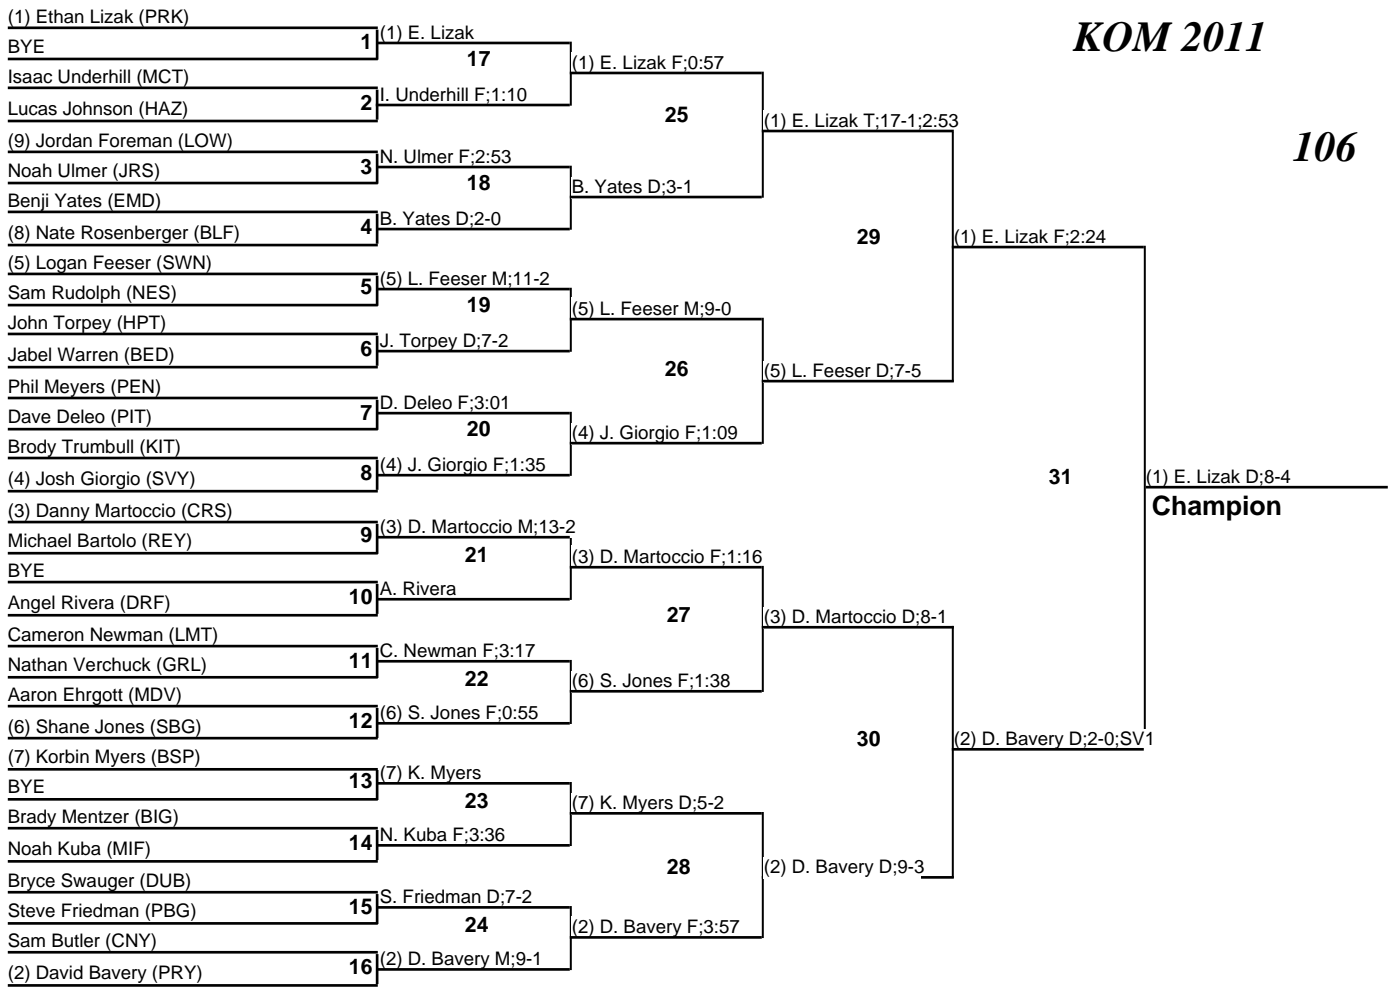 KOM 2011
106
(1) Ethan Lizak (PRK)
BYE
Isaac Underhill (MCT)
Lucas Johnson (HAZ)
(9) Jordan Foreman (LOW)
Noah Ulmer (JRS)
Benji Yates (EMD)
(8) Nate Rosenberger (BLF)
(5) Logan Feeser (SWN)
Sam Rudolph (NES)
John Torpey (HPT)
Jabel Warren (BED)
Phil Meyers (PEN)
Dave Deleo (PIT)
Brody Trumbull (KIT)
(4) Josh Giorgio (SVY)
(3) Danny Martoccio (CRS)
Michael Bartolo (REY)
BYE
Angel Rivera (DRF)
Cameron Newman (LMT)
Nathan Verchuck (GRL)
Aaron Ehrgott (MDV)
(6) Shane Jones (SBG)
(7) Korbin Myers (BSP)
BYE
Brady Mentzer (BIG)
Noah Kuba (MIF)
Bryce Swauger (DUB)
Steve Friedman (PBG)
Sam Butler (CNY)
(2) David Bavery (PRY)
1
2
3
4
5
6
7
8
9
10
11
12
13
14
15
16
(1) E. Lizak
17
I. Underhill F;1:10
N. Ulmer F;2:53
18
B. Yates D;2-0
(5) L. Feeser M;11-2
19
J. Torpey D;7-2
D. Deleo F;3:01
20
(4) J. Giorgio F;1:35
(3) D. Martoccio M;13-2
21
A. Rivera
C. Newman F;3:17
22
(6) S. Jones F;0:55
(7) K. Myers
23
N. Kuba F;3:36
S. Friedman D;7-2
24
(2) D. Bavery M;9-1
(1) E. Lizak F;0:57
25
B. Yates D;3-1
(5) L. Feeser M;9-0
26
(4) J. Giorgio F;1:09
(3) D. Martoccio F;1:16
27
(6) S. Jones F;1:38
(7) K. Myers D;5-2
28
(2) D. Bavery F;3:57
(1) E. Lizak T;17-1;2:53
29
(5) L. Feeser D;7-5
(3) D. Martoccio D;8-1
30
(2) D. Bavery D;9-3
(1) E. Lizak F;2:24
31
(2) D. Bavery D;2-0;SV1
(1) E. Lizak D;8-4
Champion